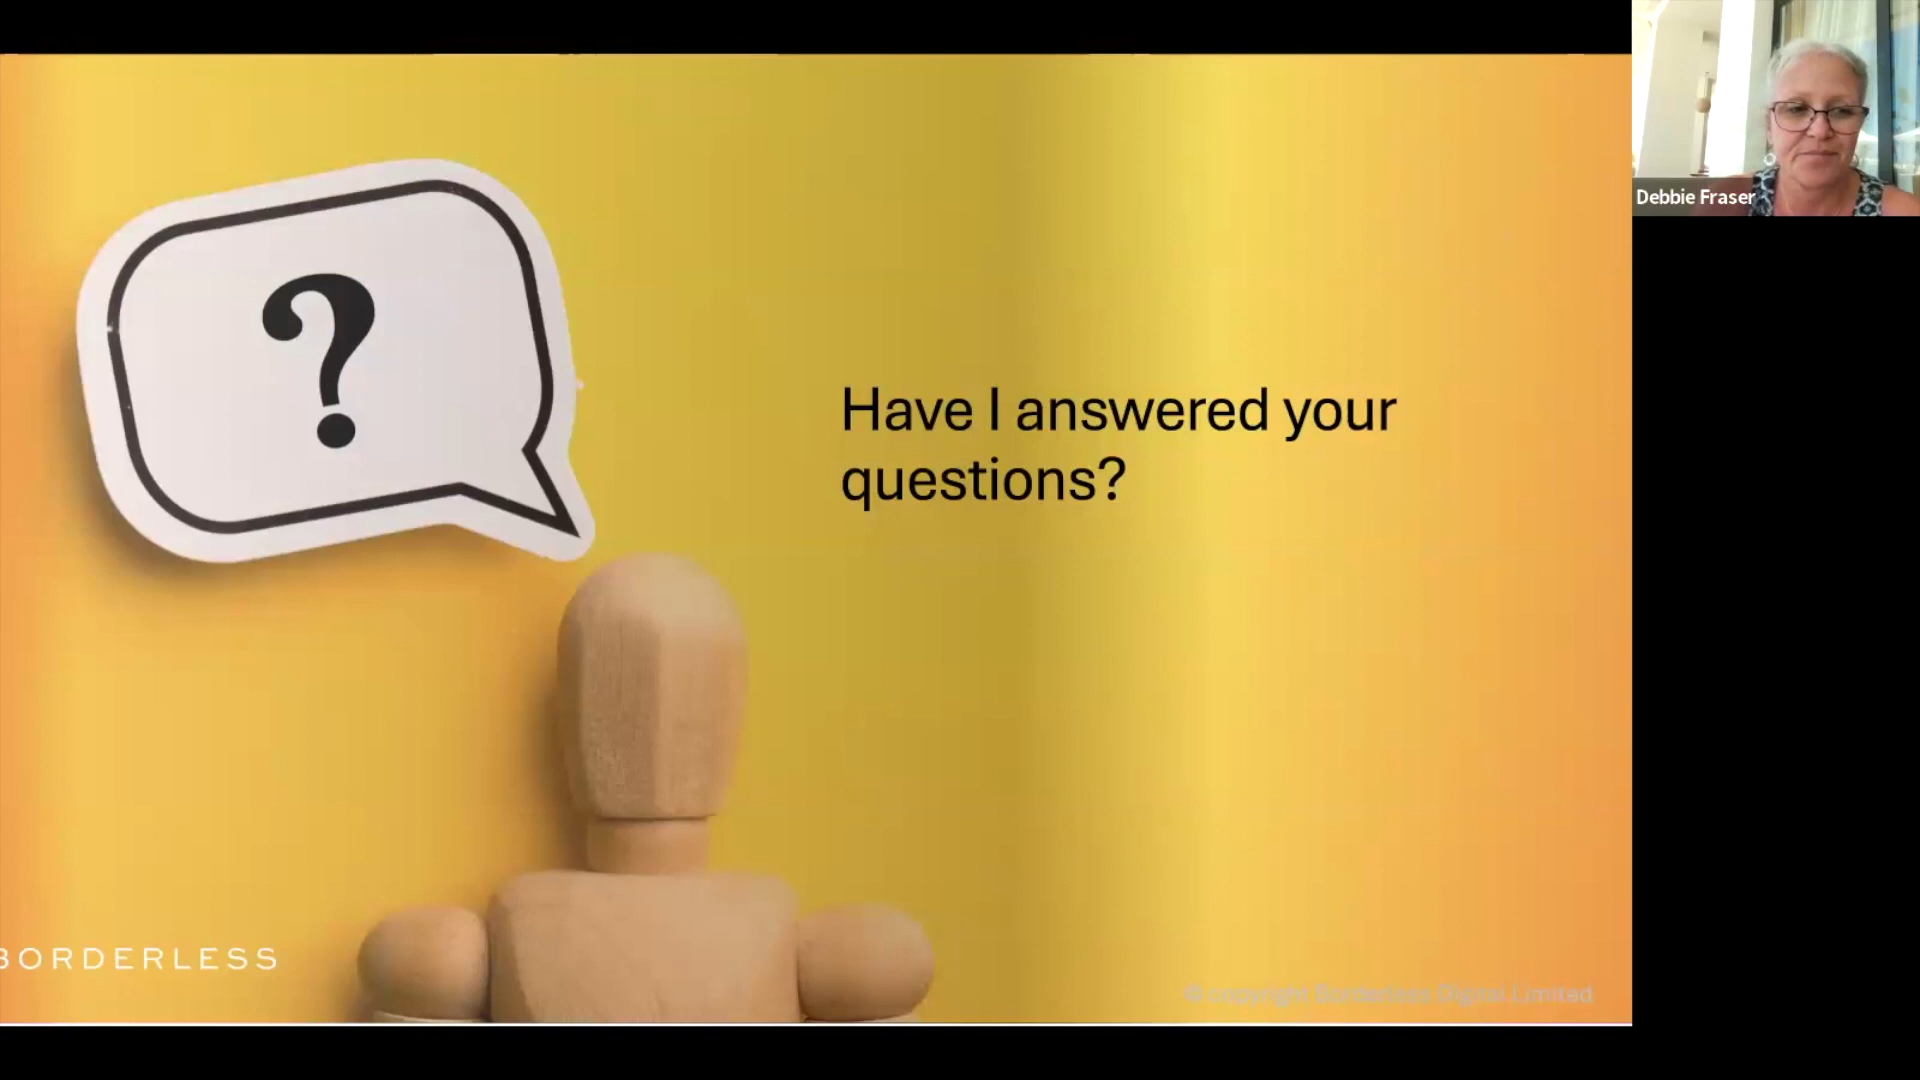 Debbie Fraser
?
Have I answered your
questions?
BORDERLESS
© copyright Borderless Digital Limited